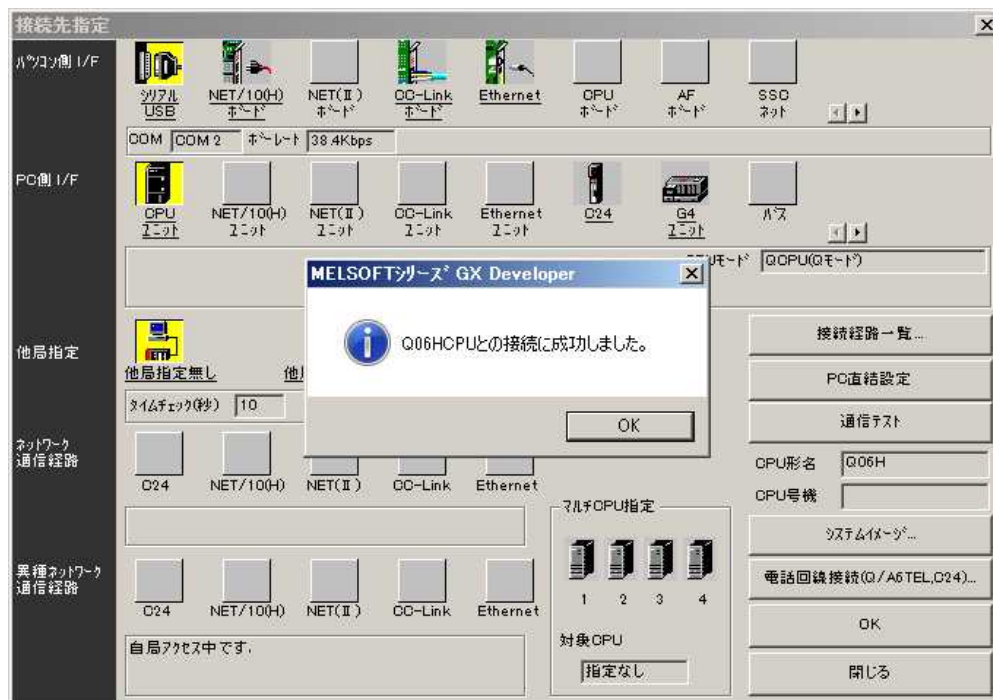 接続先指定
パソコン側 I/F
シリアル
USB
NET/10(H)
ボード
NET(Ⅱ)
ボード
CC-Link
ボード
Ethernet
CPU
ボード
AF
ボード
SSC
ネット
COM
COM 2
ボーレート
38.4Kbps
PC側 I/F
CPU
ユニット
NET/10(H)
ユニット
NET(Ⅱ)
ユニット
CC-Link
ユニット
Ethernet
ユニット
C24
G4
ユニット
バス
モード
QCPU(Qモード)
MELSOFTシリーズ GX Developer
Q06HCPUとの接続に成功しました。
OK
他局指定
他局指定無し
他
タイムチェック(秒)
10
接続経路一覧...
PC直結設定
通信テスト
CPU形名
Q06H
CPU号機
ネットワーク
通信経路
C24
NET/10(H)
NET(Ⅱ)
CC-Link
Ethernet
マルチCPU指定
1
2
3
4
対象CPU
指定なし
システムイメージ...
電話回線接続(Q/A6TEL,C24)...
OK
閉じる
異種ネットワーク
通信経路
C24
NET/10(H)
NET(Ⅱ)
CC-Link
Ethernet
自局アクセス中です.